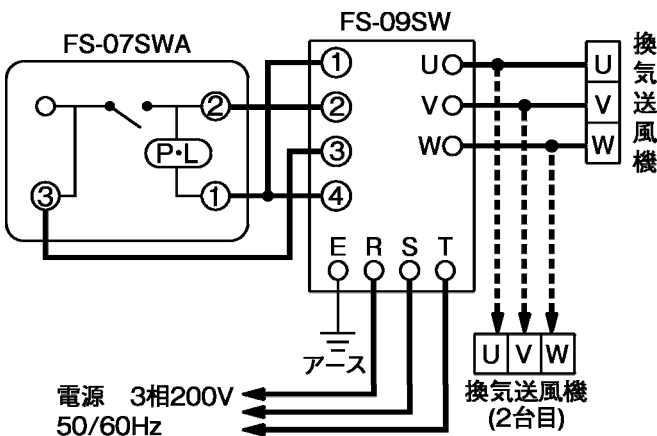 FS-09SW
FS-07SWA
換気送風機
① U U
② ② V V
P・L ③ W W
③ ① ④
E R S T
アース
U V W
換気送風機
(2台目)
電源 3相200V
50/60Hz